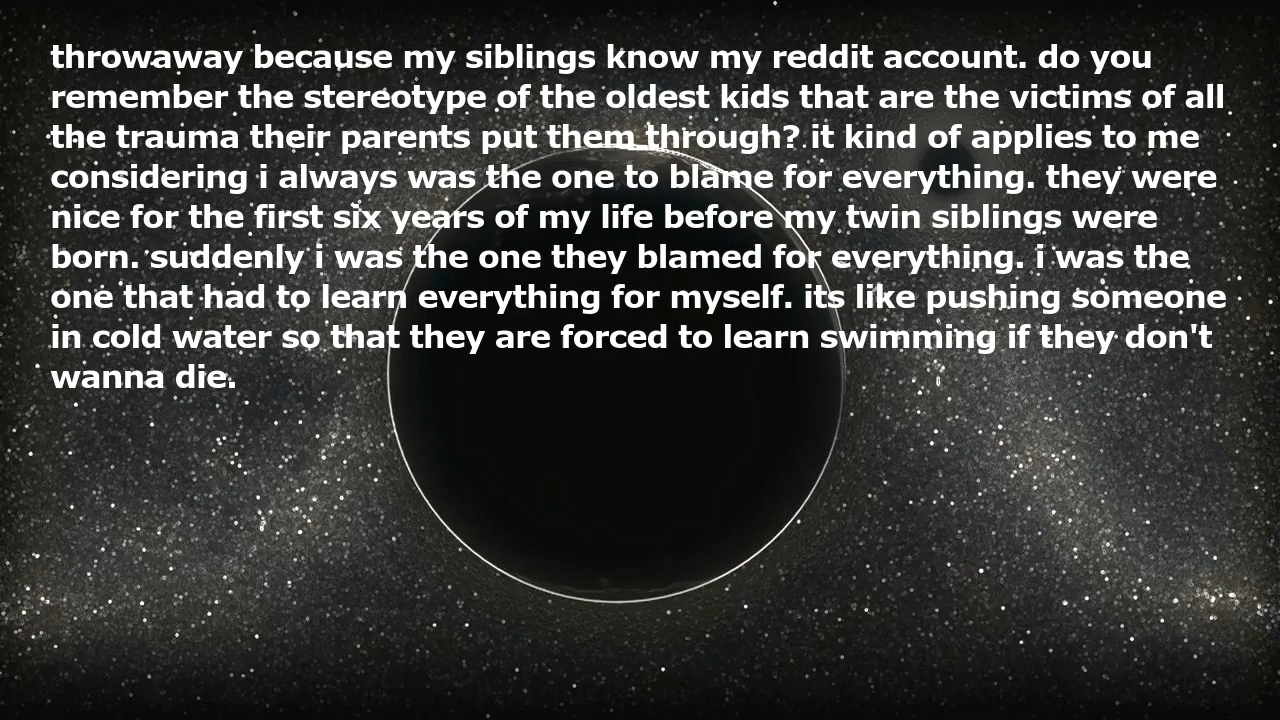 throwaway because my siblings know my reddit account. do you
remember the stereotype of the oldest kids that are the victims of all
the trauma their parents put them through? it kind of applies to me
considering i always was the one to blame for everything. they were
nice for the first six years of my life before my twin siblings were
born. suddenly i was the one they blamed for everything. i was the
one that had to learn everything for myself. its like pushing someone
in cold water so that they are forced to learn swimming if they don't
wanna die.